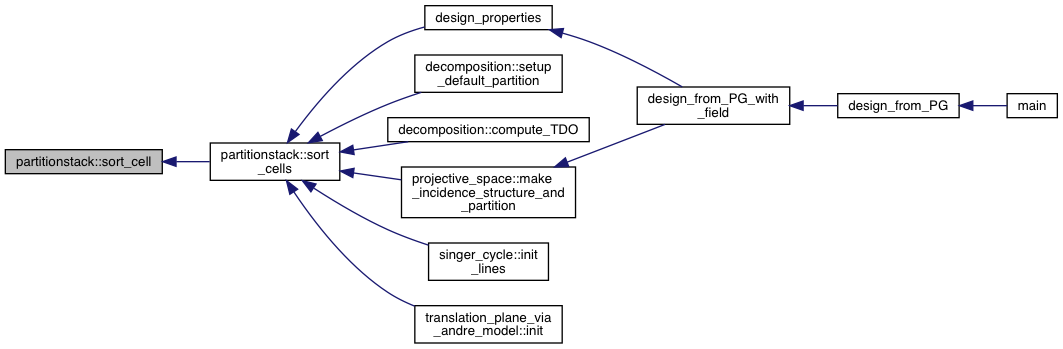 design_properties
decomposition::setup
_default_partition
design_from_PG_with
_field
design_from_PG
main
decomposition::compute_TDO
partitionstack::sort_cell
partitionstack::sort
_cells
projective_space::make
_incidence_structure_and
_partition
singer_cycle::init
_lines
translation_plane_via
_andre_model::init